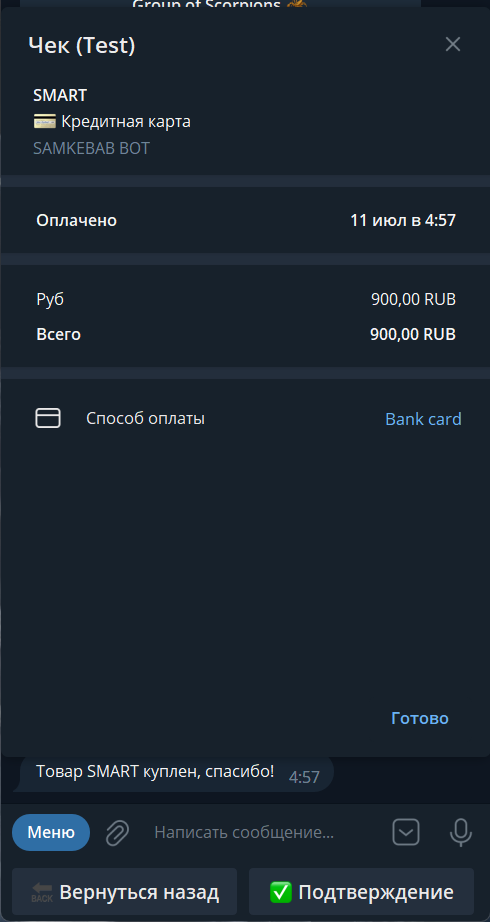 Group of Scorpions
Чек (Test)
SMART
Кредитная карта
SAMKEBAB BOT
Оплачено 11 июл в 4:57
Руб 900,00 RUB
Всего 900,00 RUB
Способ оплаты Bank card
Готово
Товар SMART куплен, спасибо! 4:57
Меню Написать сообщение...
BACK Вернуться назад ✅ Подтверждение